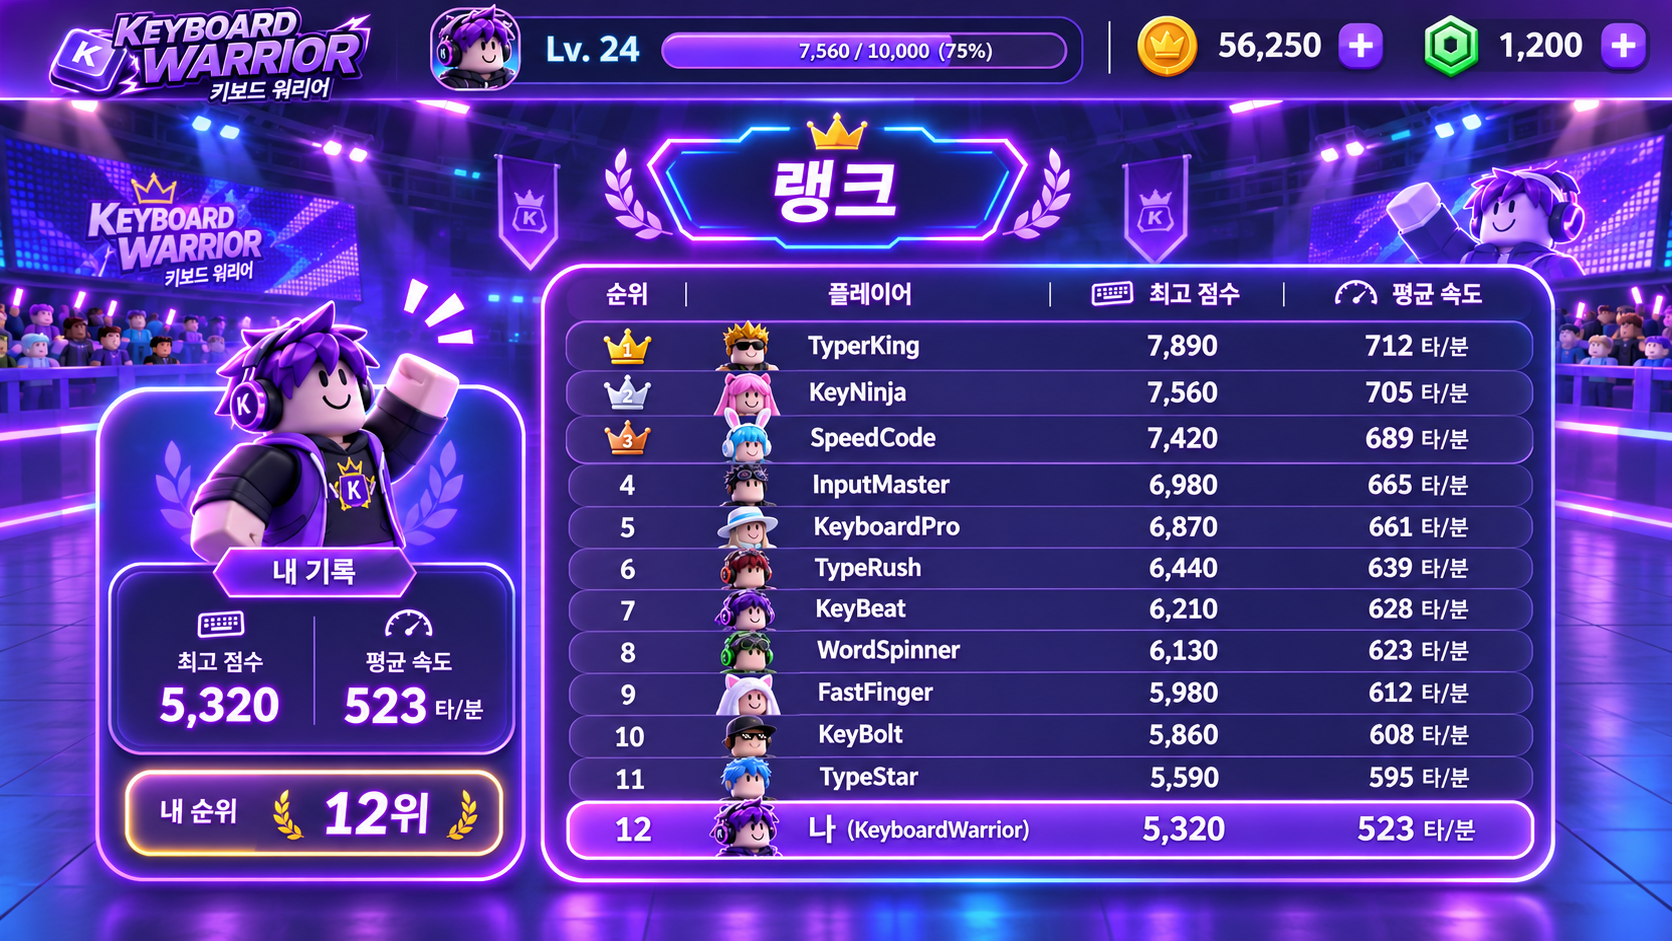 KEYBOARD
WARRIOR
키보드 워리어
K
Lv. 24
7,560 / 10,000 (75%)
56,250
+
1,200
+
KEYBOARD
WARRIOR
키보드 워리어
K
랭크
K
K
K
내 기록
최고 점수
평균 속도
5,320
523 타/분
내 순위
12위
순위
플레이어
최고 점수
평균 속도
1 TyperKing 7,890 712 타/분
2 KeyNinja 7,560 705 타/분
3 SpeedCode 7,420 689 타/분
4 InputMaster 6,980 665 타/분
5 KeyboardPro 6,870 661 타/분
6 TypeRush 6,440 639 타/분
7 KeyBeat 6,210 628 타/분
8 WordSpinner 6,130 623 타/분
9 FastFinger 5,980 612 타/분
10 KeyBolt 5,860 608 타/분
11 TypeStar 5,590 595 타/분
12 나 (KeyboardWarrior) 5,320 523 타/분